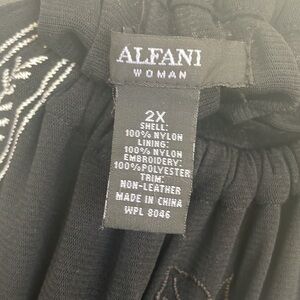 ALFANI
WOMAN
2X
SHELL:
100% NYLON
LINING:
100% NYLON
EMBROIDERY:
100%POLYESTER
TRIM:
NON-LEATHER
MADE IN CHINA
WPL 8046